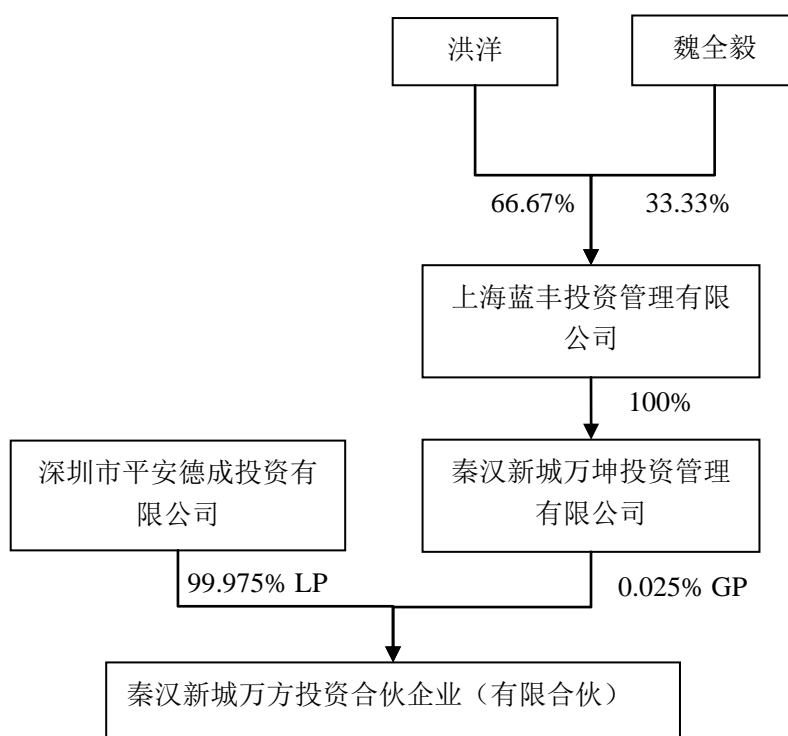 洪洋
魏全毅
66.67%
33.33%
上海蓝丰投资管理有限
公司
100%
深圳市平安德成投资有
限公司
秦汉新城万坤投资管理
有限公司
99.975% LP
0.025% GP
秦汉新城万方投资合伙企业（有限合伙）